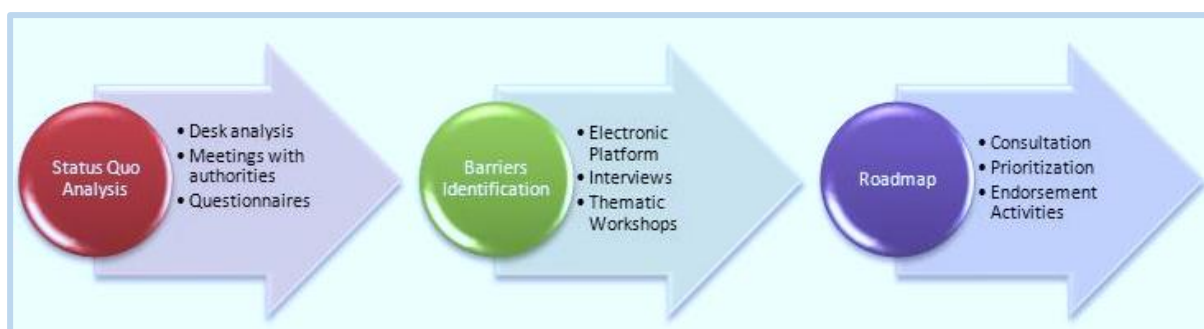 Status Quo
Analysis
• Desk analysis
• Meetings with
authorities
• Questionnaires
Barriers
Identification
• Electronic
Platform
• Interviews
• Thematic
Workshops
Roadmap
• Consultation
• Prioritization
• Endorsement
Activities